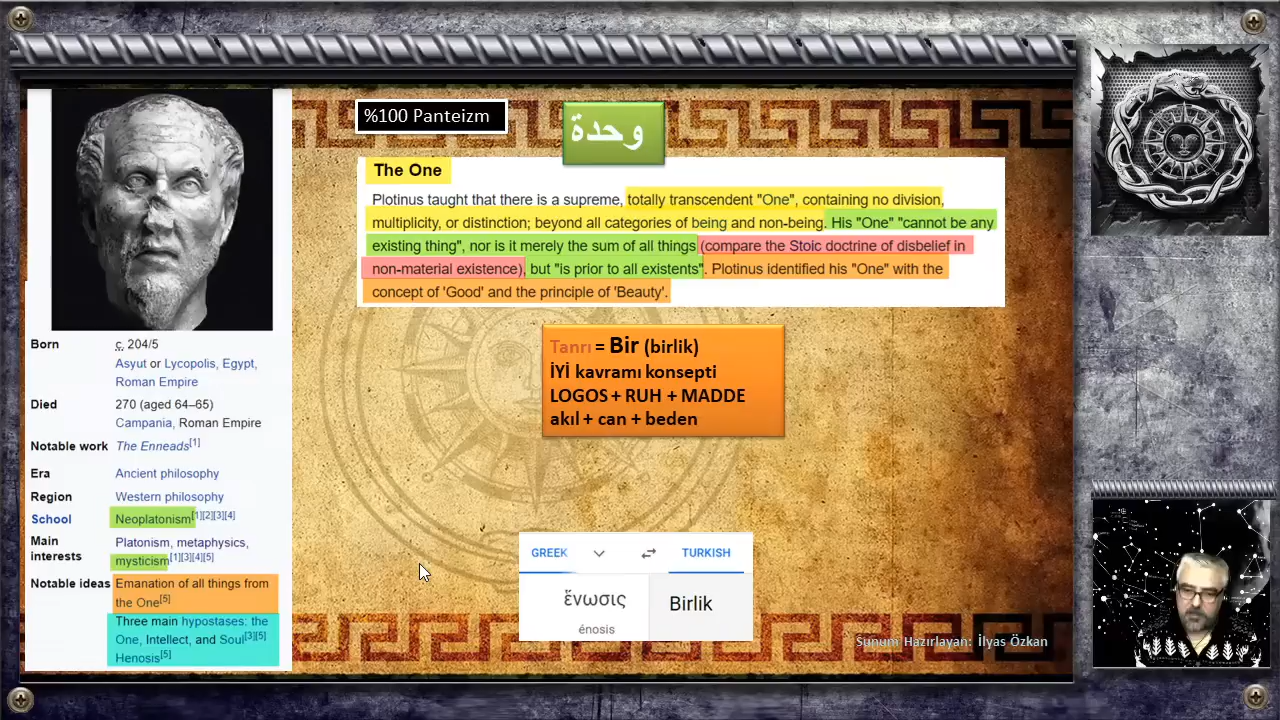 %100 Panteizm
وحدة
The One
Plotinus taught that there is a supreme, totally transcendent "One", containing no division,
multiplicity, or distinction; beyond all categories of being and non-being. His "One" "cannot be any
existing thing", nor is it merely the sum of all things (compare the Stoic doctrine of disbelief in
non-material existence), but "is prior to all existents". Plotinus identified his "One" with the
concept of 'Good' and the principle of 'Beauty'.
Tanrı = Bir (birlik)
İYİ kavramı konsepti
LOGOS + RUH + MADDE
akıl + can + beden
Born c. 204/5
Asyut or Lycopolis, Egypt,
Roman Empire
Died 270 (aged 64–65)
Campania, Roman Empire
Notable work The Enneads[1]
Era Ancient philosophy
Region Western philosophy
School Neoplatonism[1][2][3][4]
Main interests Platonism, metaphysics,
mysticism[1][3][4][5]
Notable ideas Emanation of all things from
the One[5]
Three main hypostases: the
One, Intellect, and Soul[3][5]
Henosis[5]
GREEK TURKISH
ἕνωσις Birlik
énosis
Sunum Hazırlayan: İlyas Özkan